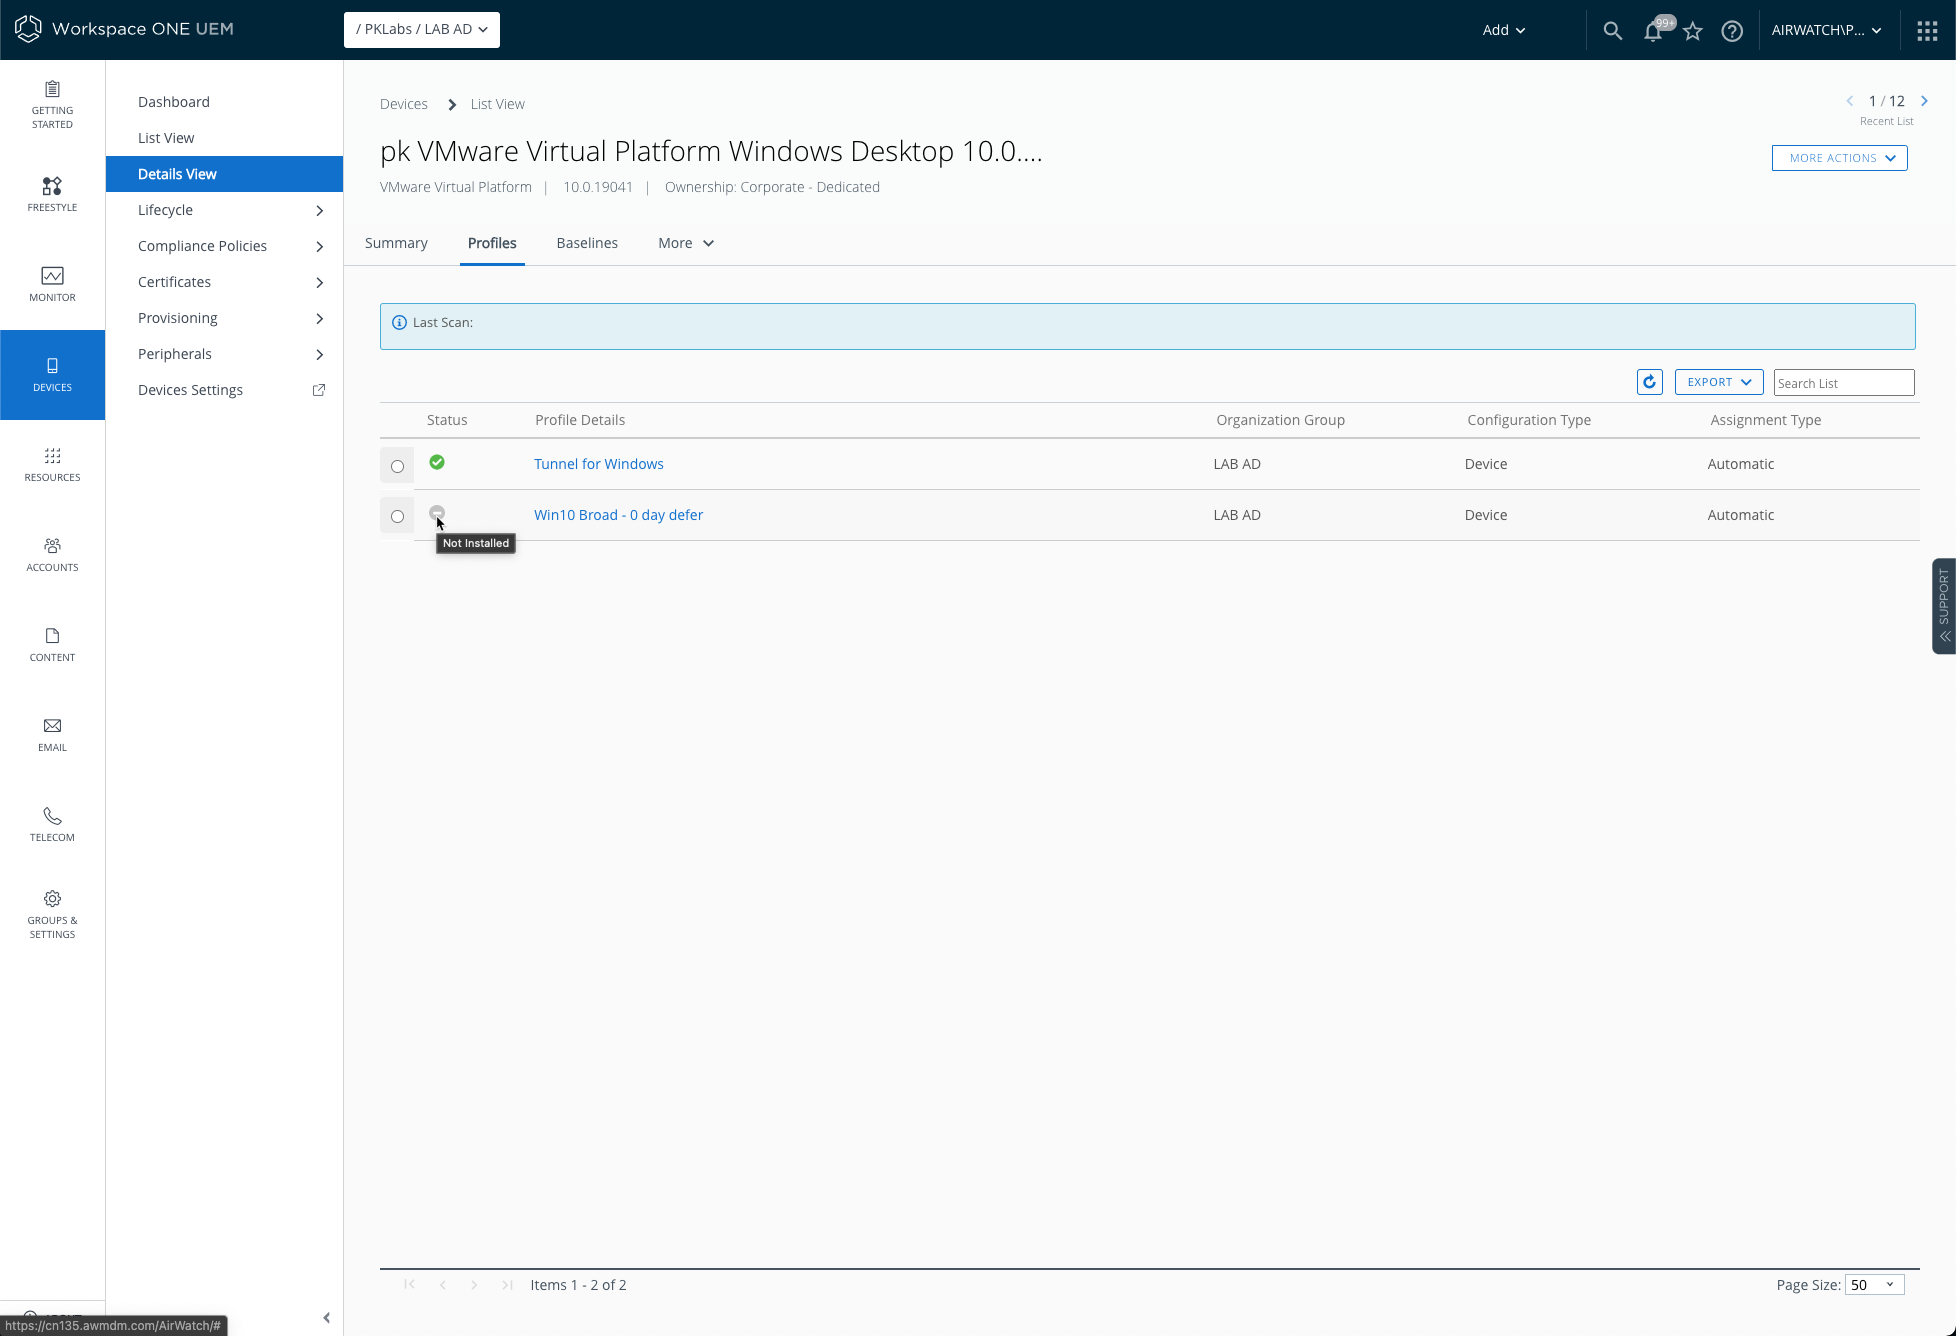 Workspace ONE UEM
/ PKLabs / LAB AD
Add
99+
AIRWATCH\P...
GETTING
STARTED
FREESTYLE
MONITOR
DEVICES
RESOURCES
ACCOUNTS
CONTENT
EMAIL
TELECOM
GROUPS &
SETTINGS
https://cn135.awmdm.com/AirWatch/#
Dashboard
List View
Details View
Lifecycle
Compliance Policies
Certificates
Provisioning
Peripherals
Devices Settings
Devices > List View
1 / 12
Recent List
pk VMware Virtual Platform Windows Desktop 10.0....
MORE ACTIONS
VMware Virtual Platform | 10.0.19041 | Ownership: Corporate - Dedicated
Summary Profiles Baselines More
Last Scan:
EXPORT
Search List
Status Profile Details Organization Group Configuration Type Assignment Type
Tunnel for Windows LAB AD Device Automatic
Win10 Broad - 0 day defer LAB AD Device Automatic
Not Installed
SUPPORT
Items 1 - 2 of 2
Page Size: 50